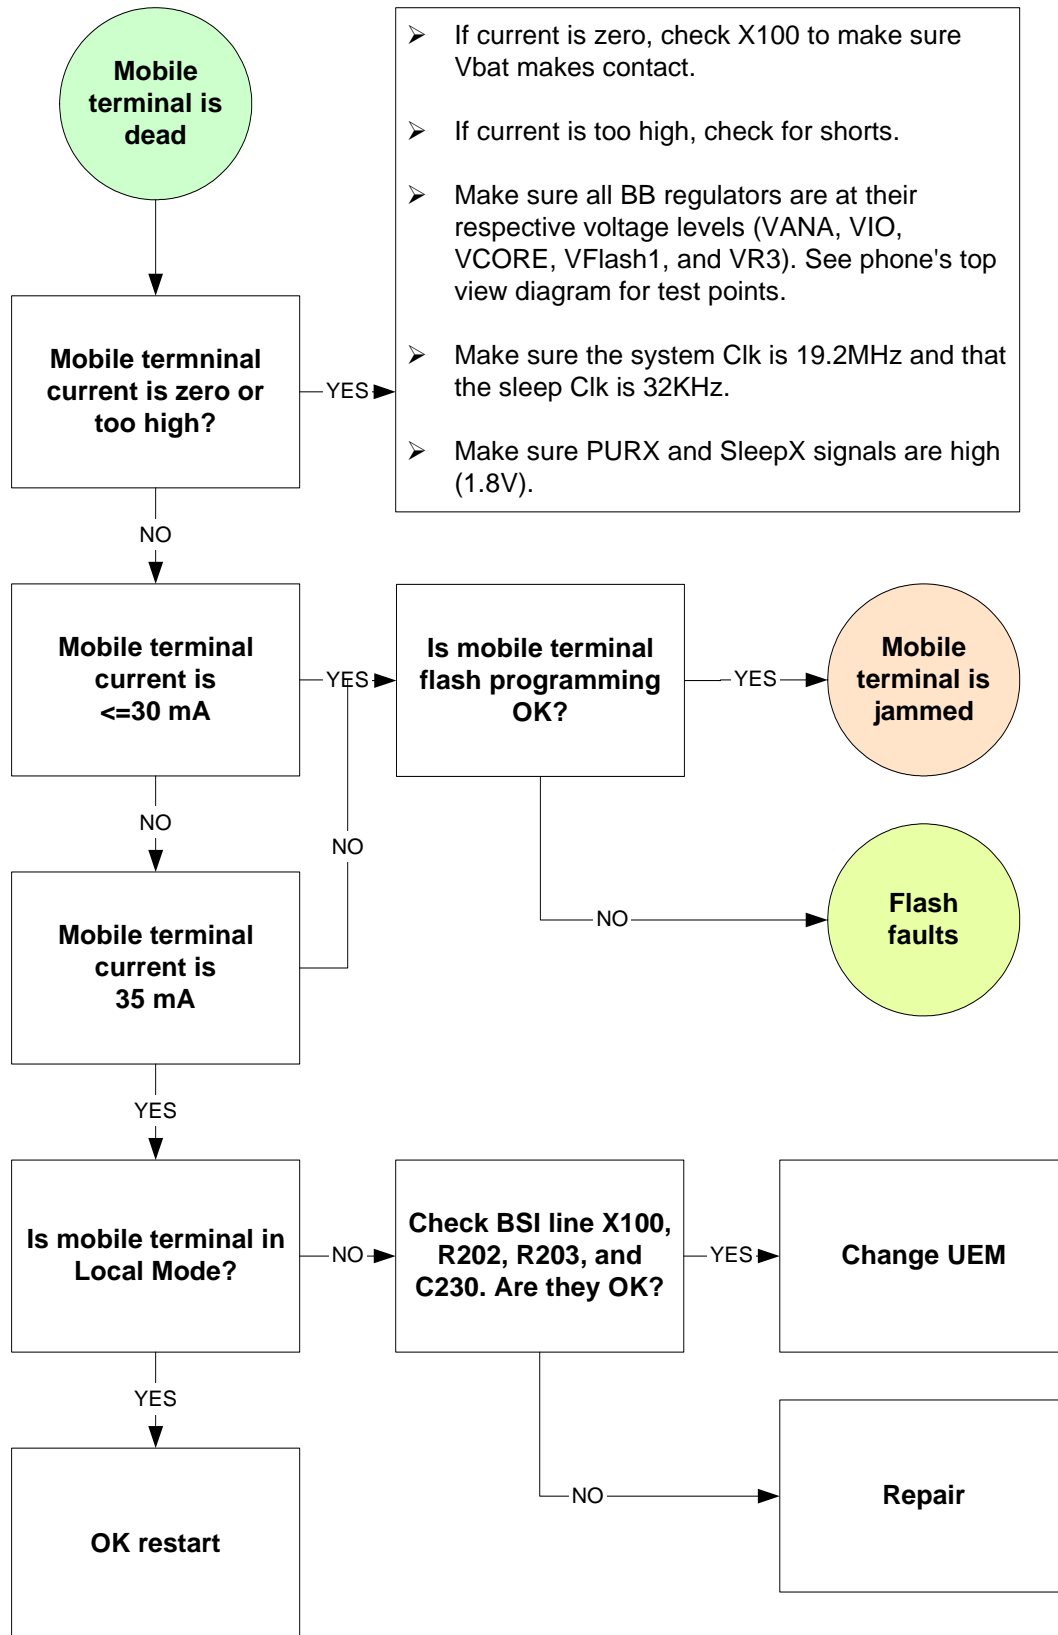 Mobile
terminal is
dead
➢ If current is zero, check X100 to make sure
Vbat makes contact.
➢ If current is too high, check for shorts.
➢ Make sure all BB regulators are at their
respective voltage levels (VANA, VIO,
VCORE, VFlash1, and VR3). See phone's top
view diagram for test points.
➢ Make sure the system Clk is 19.2MHz and that
the sleep Clk is 32KHz.
➢ Make sure PURX and SleepX signals are high
(1.8V).
Mobile termninal
current is zero or
too high?
YES
NO
Mobile terminal
current is
<=30 mA
YES
Is mobile terminal
flash programming
OK?
YES
Mobile
terminal is
jammed
NO
NO
Mobile terminal
current is
35 mA
NO
Flash
faults
YES
Is mobile terminal in
Local Mode?
NO
Check BSI line X100,
R202, R203, and
C230. Are they OK?
YES
Change UEM
YES
NO
Repair
OK restart